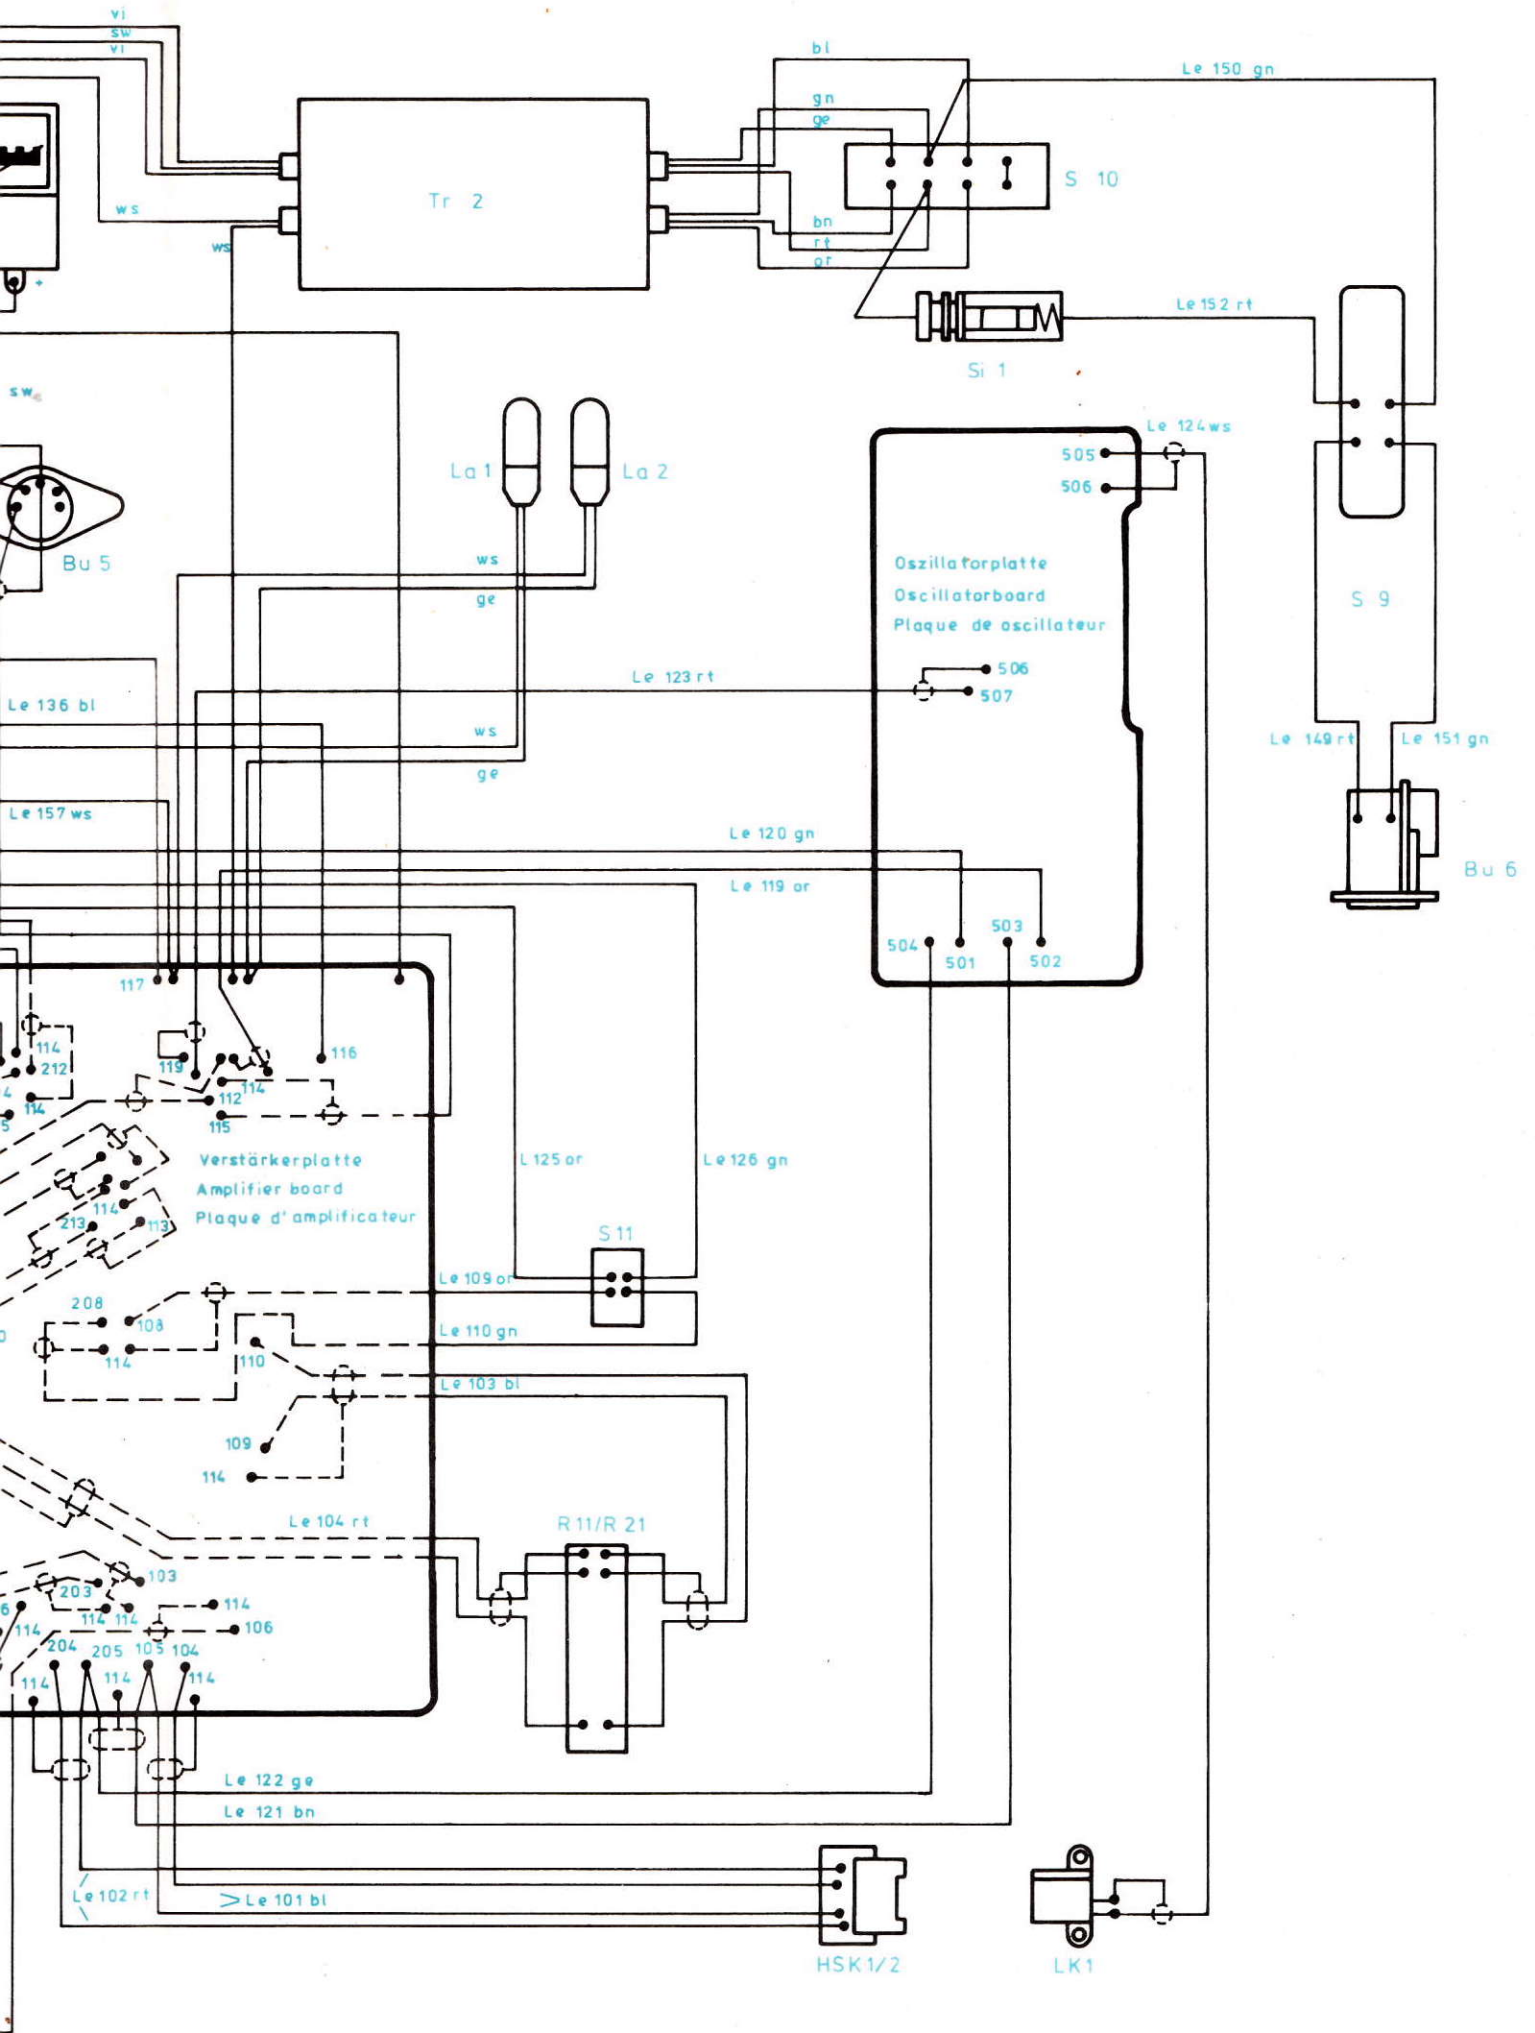 vi
sw
vi
bl
Le 150 gn
gn
ge
S 10
Tr 2
ws
ws
bn
rt
or
+
Le 152 rt
Si 1
sw
Le 124 ws
La 1
La 2
505
506
Bu 5
ws
ge
Oszillatorplatte
Oscillatorboard
Plaque de oscillateur
S 9
506
507
Le 123 rt
Le 136 bl
ws
ge
Le 149 rt
Le 151 gn
Le 157 ws
Le 120 gn
Le 119 or
Bu 6
504
501
503
502
117
114
212
119
114
116
114
112
115
Verstärkerplatte
Amplifier board
Plaque d'amplificateur
L 125 or
Le 126 gn
114
213
113
S 11
Le 109 or
208
108
114
Le 110 gn
110
Le 103 bl
109
114
Le 104 rt
R 11/R 21
103
203
114
114
114
114
106
204
205
105
104
114
114
114
Le 122 ge
Le 121 bn
Le 102 rt
Le 101 bl
HSK 1/2
LK 1